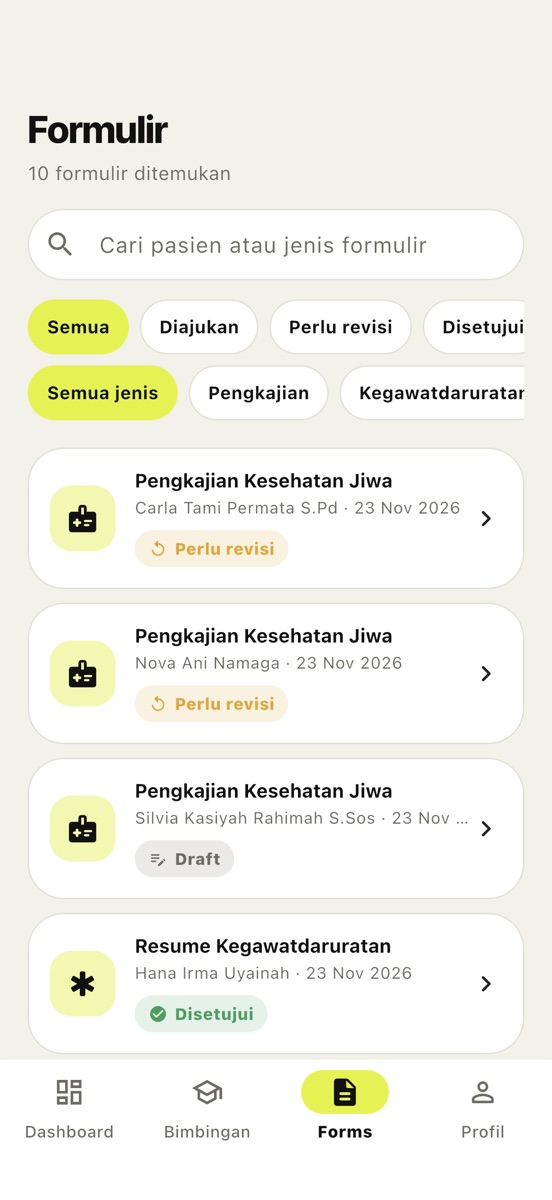 Formulir
10 formulir ditemukan
Cari pasien atau jenis formulir
Semua
Diajukan
Perlu revisi
Disetujui
Semua jenis
Pengkajian
Kegawatdaruratan
Pengkajian Kesehatan Jiwa
Carla Tami Permata S.Pd · 23 Nov 2026
Perlu revisi
Pengkajian Kesehatan Jiwa
Nova Ani Namaga · 23 Nov 2026
Perlu revisi
Pengkajian Kesehatan Jiwa
Silvia Kasiyah Rahimah S.Sos · 23 Nov ...
Draft
Resume Kegawatdaruratan
Hana Irma Uyainah · 23 Nov 2026
Disetujui
Dashboard
Bimbingan
Forms
Profil